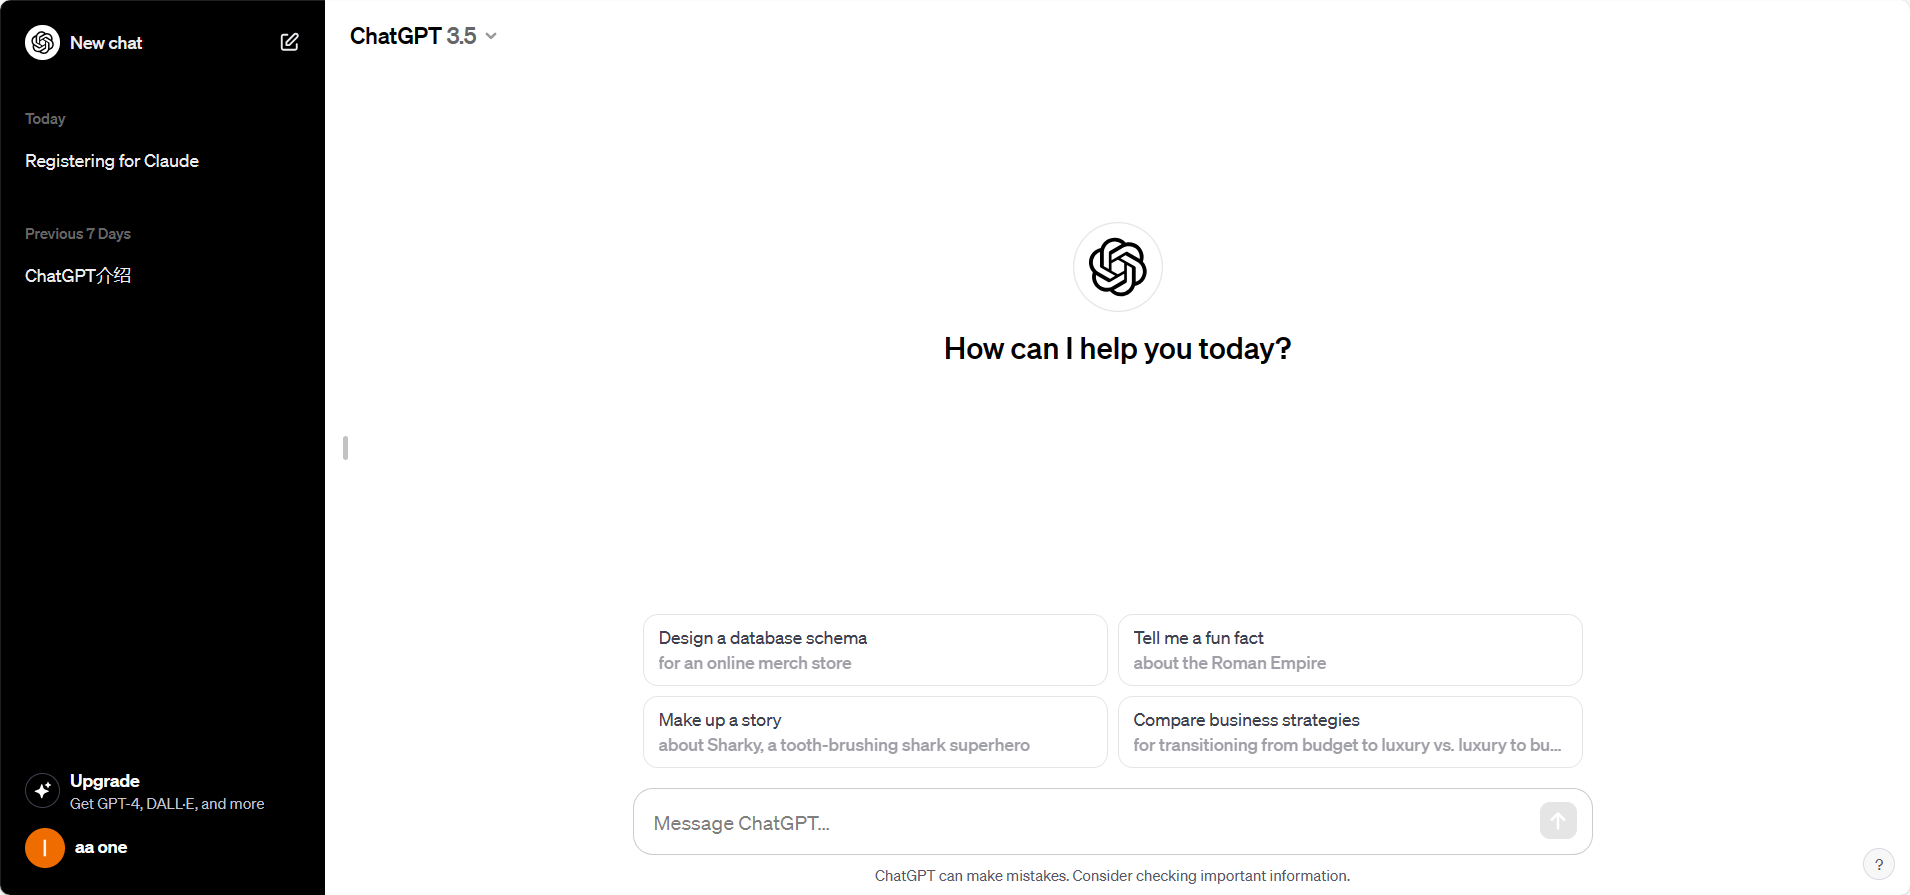 New chat
Today
Registering for Claude
Previous 7 Days
ChatGPT介绍
Upgrade
Get GPT-4, DALL·E, and more
I
aa one
ChatGPT 3.5
How can I help you today?
Design a database schema
for an online merch store
Tell me a fun fact
about the Roman Empire
Make up a story
about Sharky, a tooth-brushing shark superhero
Compare business strategies
for transitioning from budget to luxury vs. luxury to bu...
Message ChatGPT...
ChatGPT can make mistakes. Consider checking important information.
?